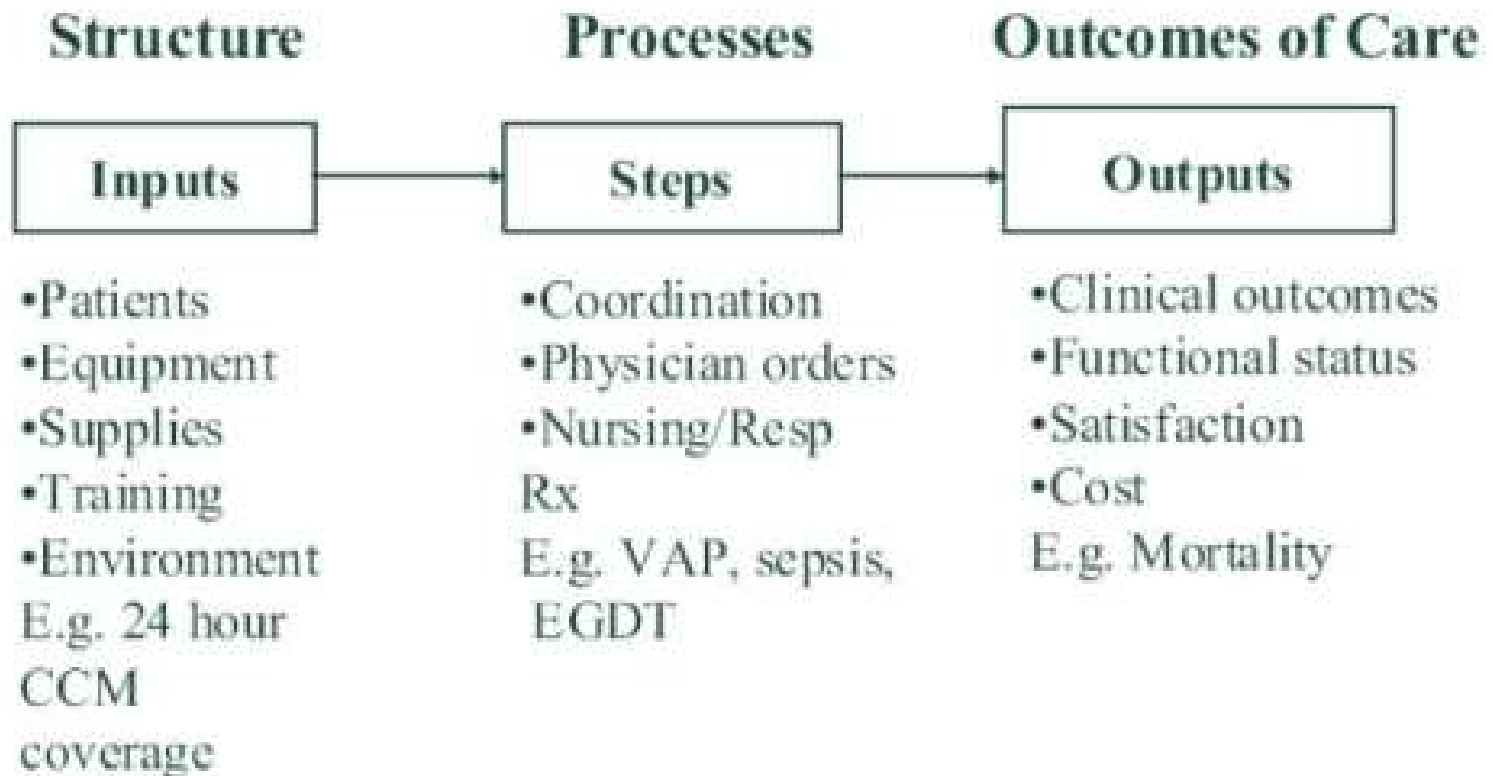 Structure
Inputs
•Patients
•Equipment
•Supplies
•Training
•Environment
E.g. 24 hour
CCM
coverage
Processes
Steps
•Coordination
•Physician orders
•Nursing/Resp
Rx
E.g. VAP, sepsis,
EGDT
Outcomes of Care
Outputs
•Clinical outcomes
•Functional status
•Satisfaction
•Cost
E.g. Mortality